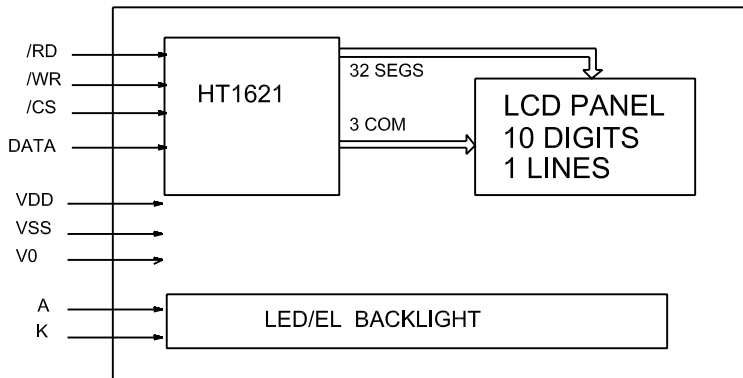 /RD
/WR
/CS
DATA
VDD
VSS
V0
A
K
HT1621
32 SEGS
3 COM
LCD PANEL
10 DIGITS
1 LINES
LED/EL BACKLIGHT